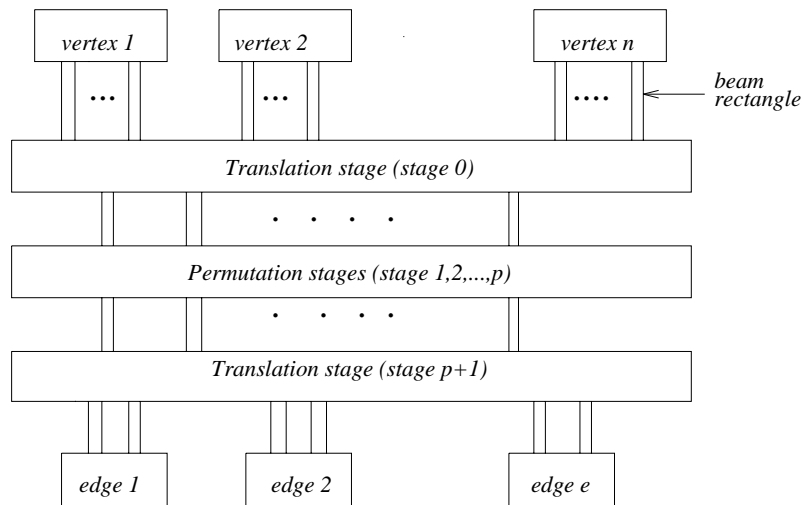 vertex 1
vertex 2
vertex n
beam
rectangle
Translation stage (stage 0)
Permutation stages (stage 1,2,...,p)
Translation stage (stage p+1)
edge 1
edge 2
edge e